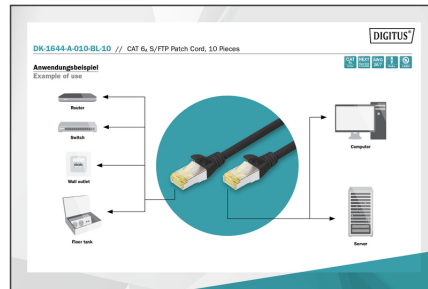 DIGITUS®
DK-1644-A-010-BL-10 // CAT 6A S/FTP Patch Cord, 10 Pieces
Anwendungsbeispiel
Example of use
Router
Switch
Wall outlet
Floor tank
Computer
Server